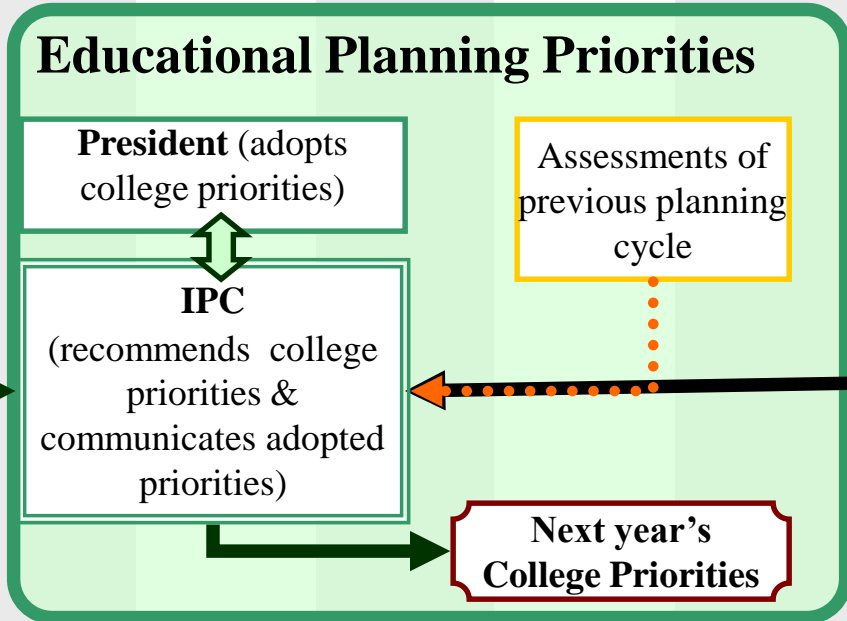 Educational Planning Priorities
President (adopts
college priorities)
Assessments of
previous planning
cycle
IPC
(recommends college
priorities &
communicates adopted
priorities)
Next year’s
College Priorities